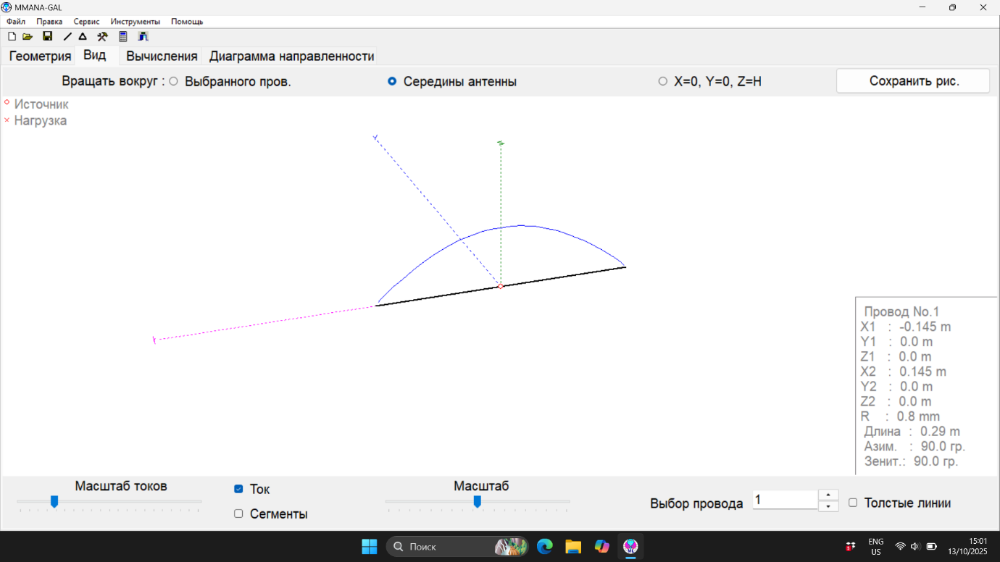 MMANA-GAL
Файл Правка Сервис Инструменты Помощь
Геометрия Вид Вычисления Диаграмма направленности
Вращать вокруг : Выбранного пров. Середины антенны X=0, Y=0, Z=H Сохранить рис.
Источник
Нагрузка
Y
Провод No.1
X1 : -0.145 m
Y1 : 0.0 m
Z1 : 0.0 m
X2 : 0.145 m
Y2 : 0.0 m
Z2 : 0.0 m
R : 0.8 mm
Длина : 0.29 m
Азим. : 90.0 гр.
Зенит.: 90.0 гр.
Масштаб токов Ток Масштаб
Выбор провода 1 Толстые линии
Сегменты
Поиск
ENG
US
15:01
13/10/2025